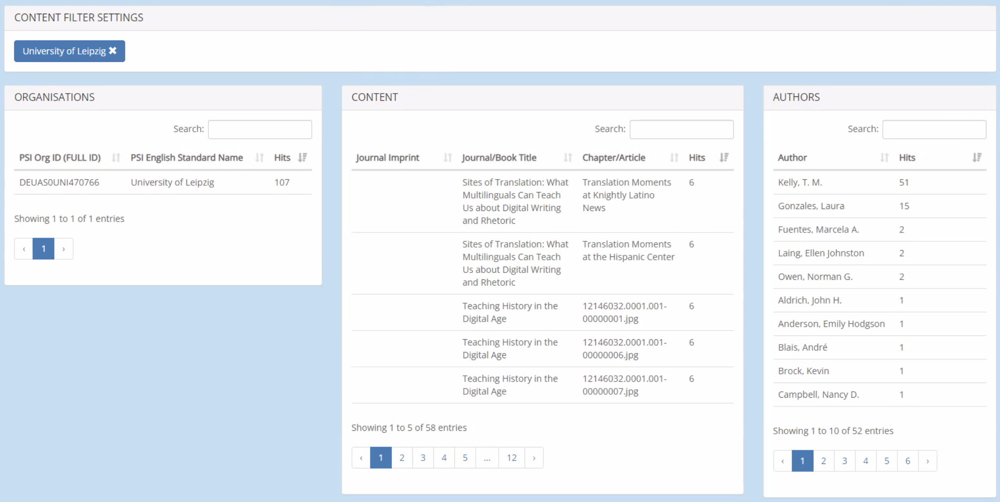 CONTENT FILTER SETTINGS
University of Leipzig ✖
ORGANISATIONS
Search:
PSI Org ID (FULL ID) PSI English Standard Name Hits
DEUAS0UNI470766 University of Leipzig 107
Showing 1 to 1 of 1 entries
‹ 1 ›
CONTENT
Search:
Journal Imprint Journal/Book Title Chapter/Article Hits
Sites of Translation: What Translation Moments 6
Multilinguals Can Teach at Knightly Latino
Us about Digital Writing News
and Rhetoric
Sites of Translation: What Translation Moments 6
Multilinguals Can Teach at the Hispanic Center
Us about Digital Writing
and Rhetoric
Teaching History in the 12146032.0001.001- 6
Digital Age 00000001.jpg
Teaching History in the 12146032.0001.001- 6
Digital Age 00000006.jpg
Teaching History in the 12146032.0001.001- 6
Digital Age 00000007.jpg
Showing 1 to 5 of 58 entries
‹ 1 2 3 4 5 ... 12 ›
AUTHORS
Search:
Author Hits
Kelly, T. M. 51
Gonzales, Laura 15
Fuentes, Marcela A. 2
Laing, Ellen Johnston 2
Owen, Norman G. 2
Aldrich, John H. 1
Anderson, Emily Hodgson 1
Blais, André 1
Brock, Kevin 1
Campbell, Nancy D. 1
Showing 1 to 10 of 52 entries
‹ 1 2 3 4 5 6 ›